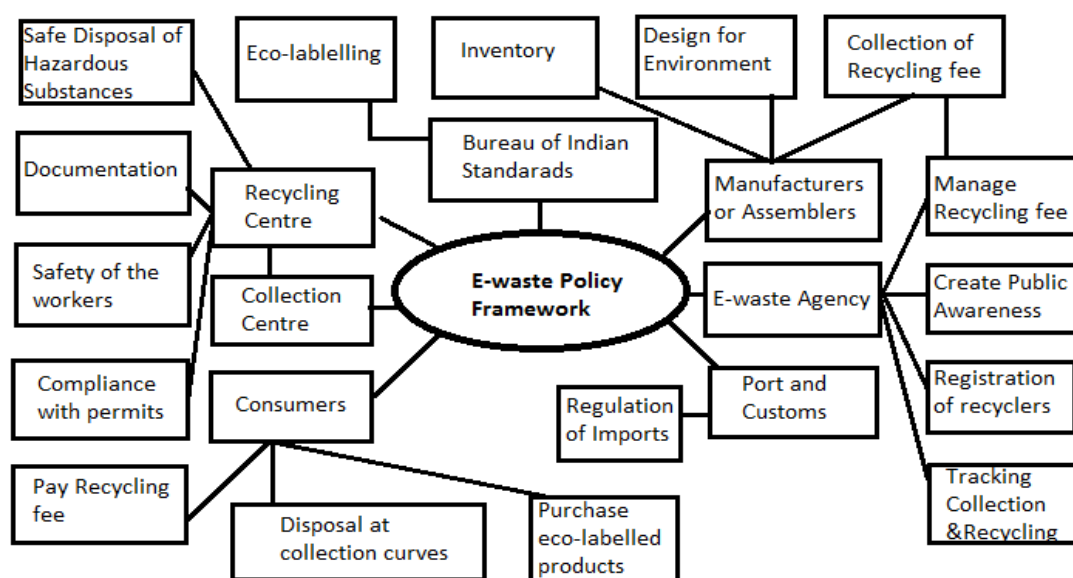 Safe Disposal of
Hazardous
Substances
Eco-lablelling
Inventory
Design for
Environment
Collection of
Recycling fee
Documentation
Recycling
Centre
Bureau of Indian
Standarads
Manufacturers
or Assemblers
Manage
Recycling fee
Safety of the
workers
Collection
Centre
E-waste Policy
Framework
E-waste Agency
Create Public
Awareness
Compliance
with permits
Consumers
Regulation
of Imports
Port and
Customs
Registration
of recyclers
Pay Recycling
fee
Disposal at
collection curves
Purchase
eco-labelled
products
Tracking
Collection
&Recycling